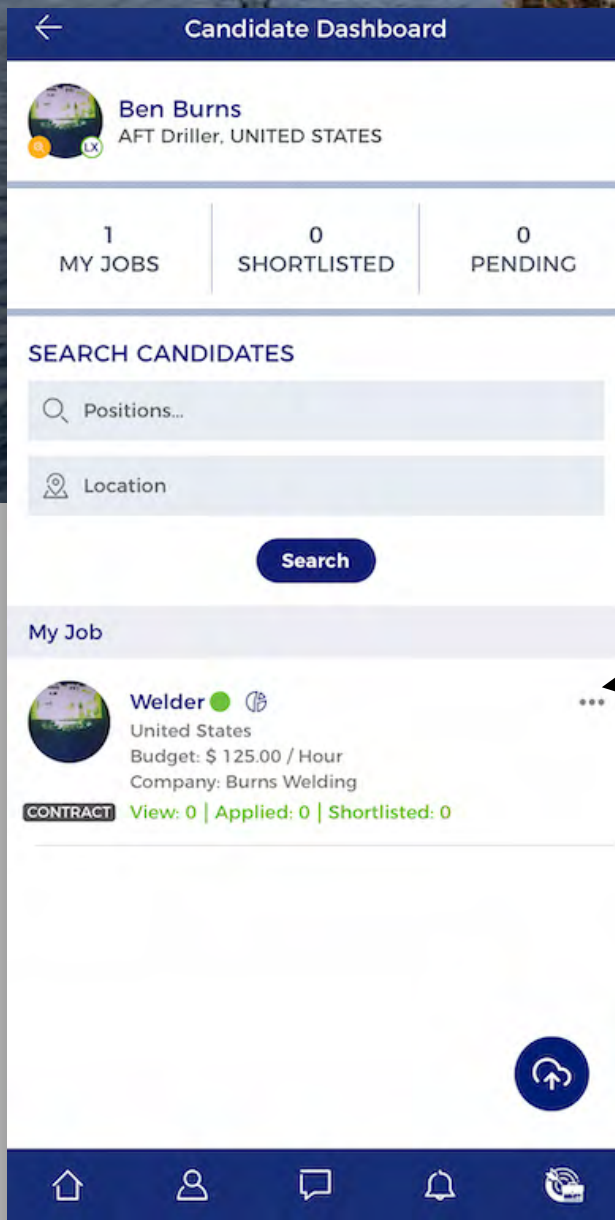 Candidate Dashboard
Ben Burns
AFT Driller, UNITED STATES
LX
1
MY JOBS
0
SHORTLISTED
0
PENDING
SEARCH CANDIDATES
Positions...
Location
Search
My Job
Welder
United States
Budget: $ 125.00 / Hour
Company: Burns Welding
CONTRACT
View: 0 | Applied: 0 | Shortlisted: 0